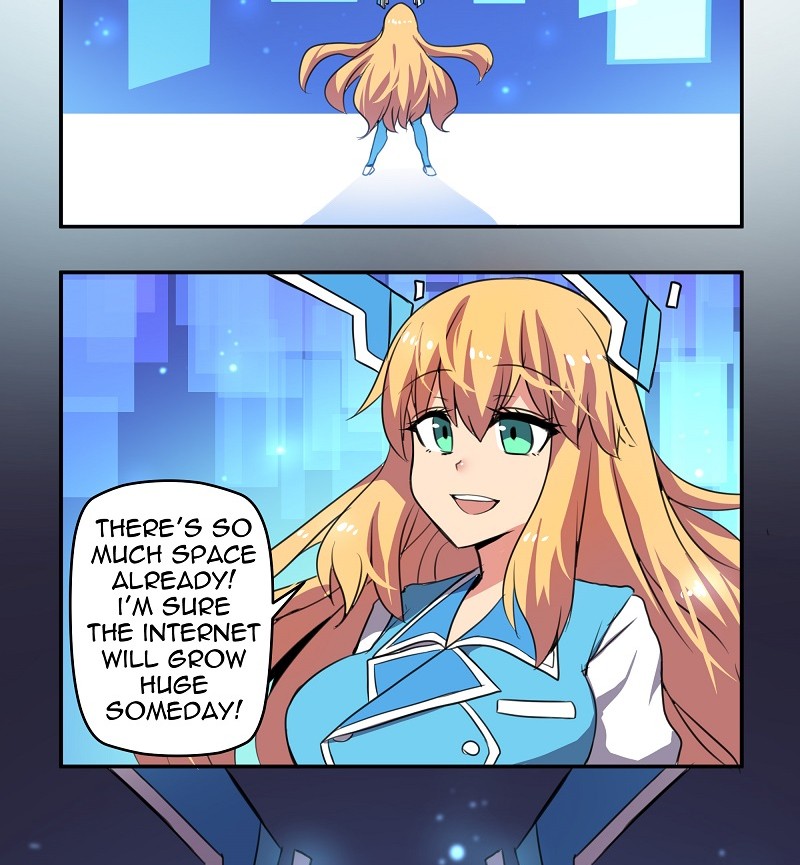 THERE'S SO
MUCH SPACE
ALREADY!
I'M SURE
THE INTERNET
WILL GROW
HUGE
SOMEDAY!